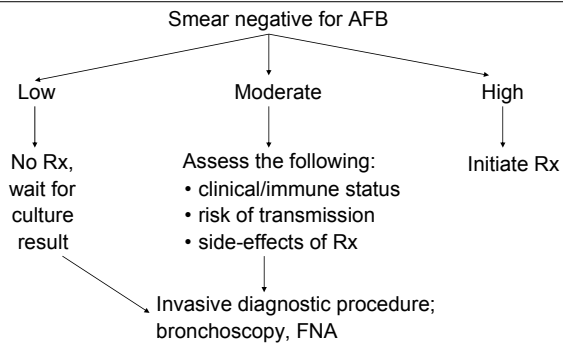 Smear negative for AFB
Low
Moderate
High
No Rx,
wait for
culture
result
Assess the following:
• clinical/immune status
• risk of transmission
• side-effects of Rx
Initiate Rx
Invasive diagnostic procedure;
bronchoscopy, FNA